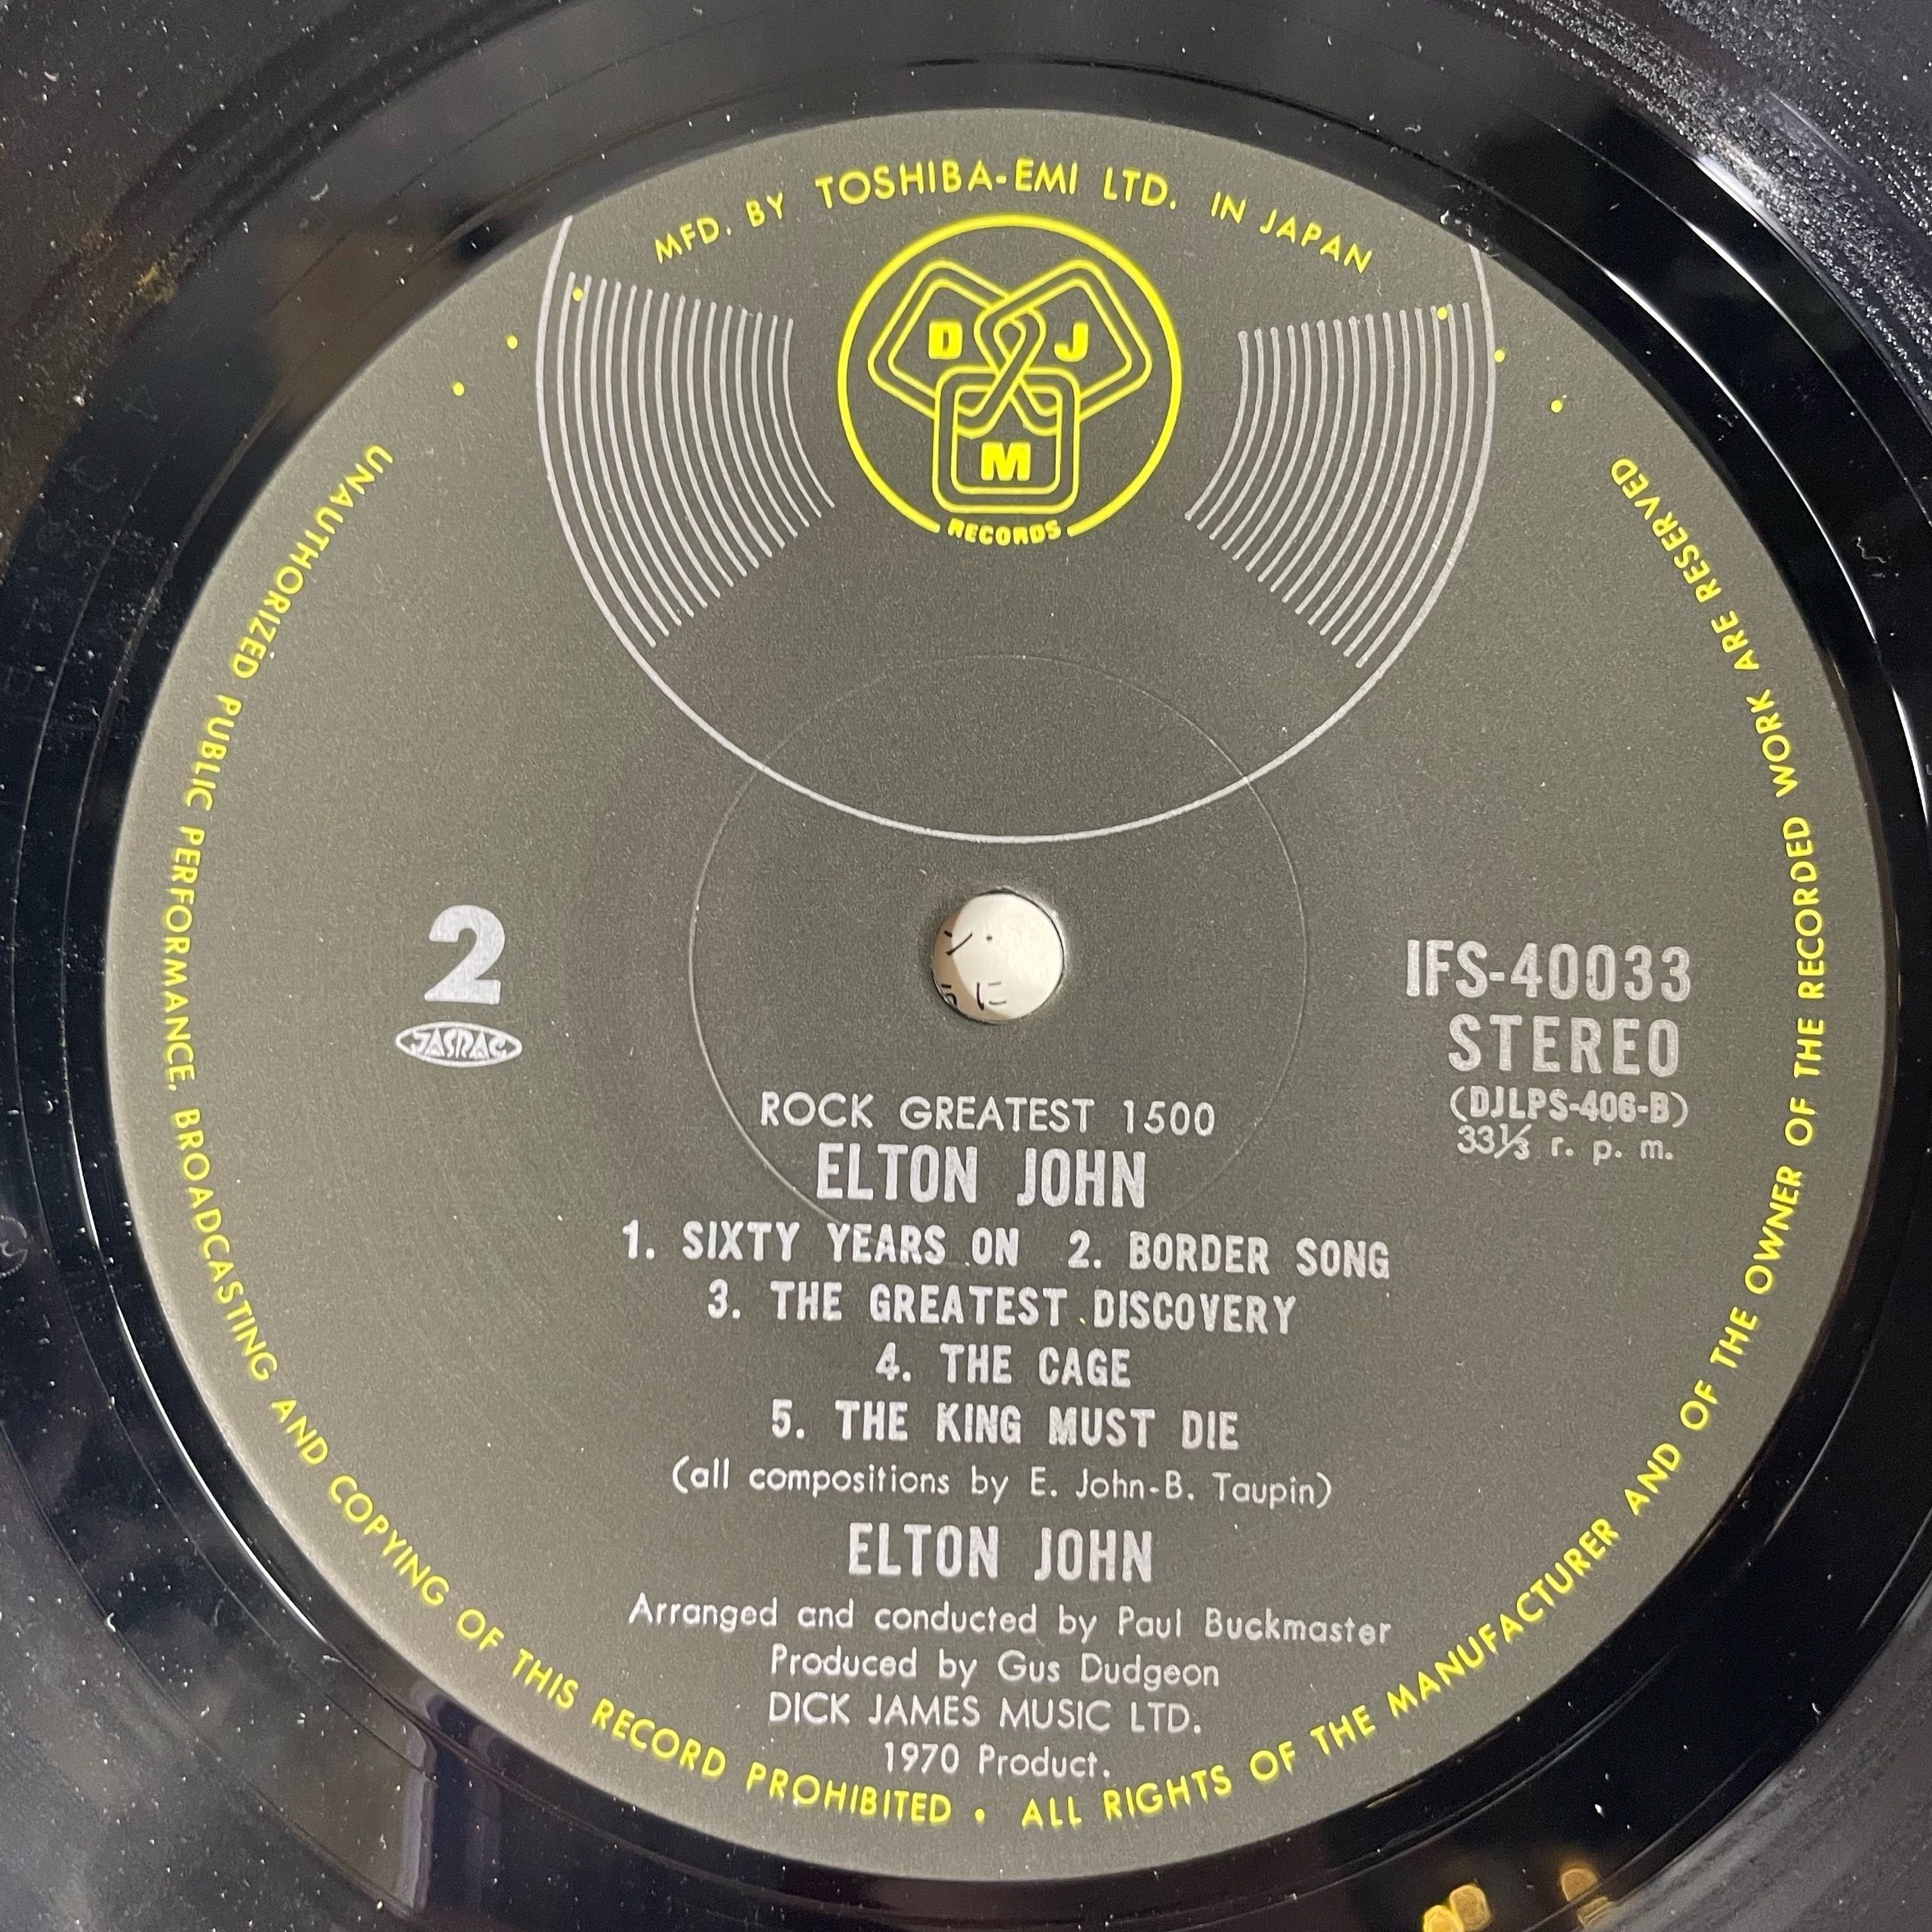 MFD. BY TOSHIBA-EMI LTD. IN JAPAN
D J
M
RECORDS
2
JASRAC
IFS-40033
STEREO
(DJLPS-406-B)
33⅓ r. p. m.
ROCK GREATEST 1500
ELTON JOHN
1. SIXTY YEARS ON 2. BORDER SONG
3. THE GREATEST DISCOVERY
4. THE CAGE
5. THE KING MUST DIE
(all compositions by E. John-B. Taupin)
ELTON JOHN
Arranged and conducted by Paul Buckmaster
Produced by Gus Dudgeon
DICK JAMES MUSIC LTD.
1970 Product.
UNAUTHORIZED PUBLIC PERFORMANCE, BROADCASTING AND COPYING OF THIS RECORD PROHIBITED • ALL RIGHTS OF THE MANUFACTURER AND OF THE OWNER OF THE RECORDED WORK ARE RESERVED